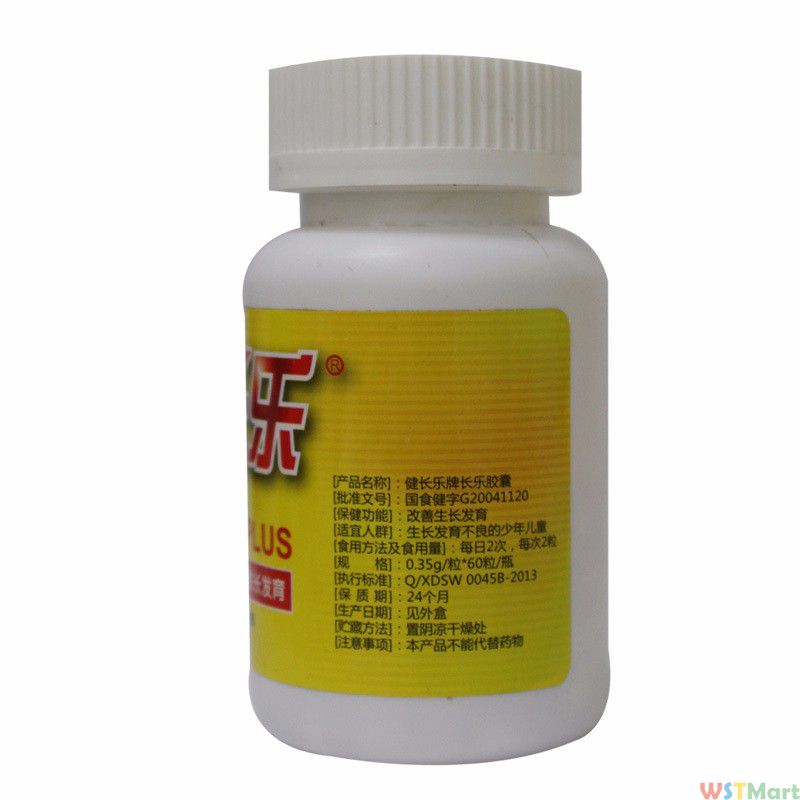 乐®
PLUS
长发育
[产品名称]：健长乐牌长乐胶囊
[批准文号]：国食健字G20041120
[保健功能]：改善生长发育
[适宜人群]：生长发育不良的少年儿童
[食用方法及食用量]：每日2次，每次2粒
[规 格]：0.35g/粒*60粒/瓶
[执行标准]：Q/XDSW 0045B-2013
[保 质 期]：24个月
[生产日期]：见外盒
[贮藏方法]：置阴凉干燥处
[注意事项]：本产品不能代替药物
WSTMart